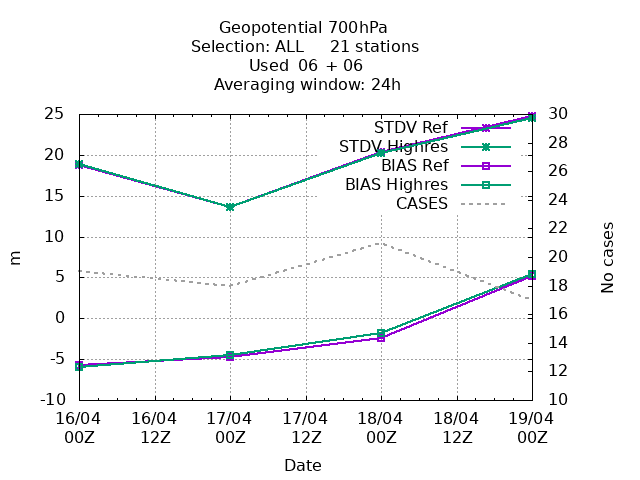 Geopotential 700hPa
Selection: ALL 21 stations
Used 06 + 06
Averaging window: 24h
25 30
STDV Ref
28
STDV Highres
20
26
BIAS Ref
BIAS Highres
15
24
CASES
22
10
20
5
18
0
16
14
-5
12
-10 10
16/04 16/04 17/04 17/04 18/04 18/04 19/04
00Z 12Z 00Z 12Z 00Z 12Z 00Z
m
No cases
Date